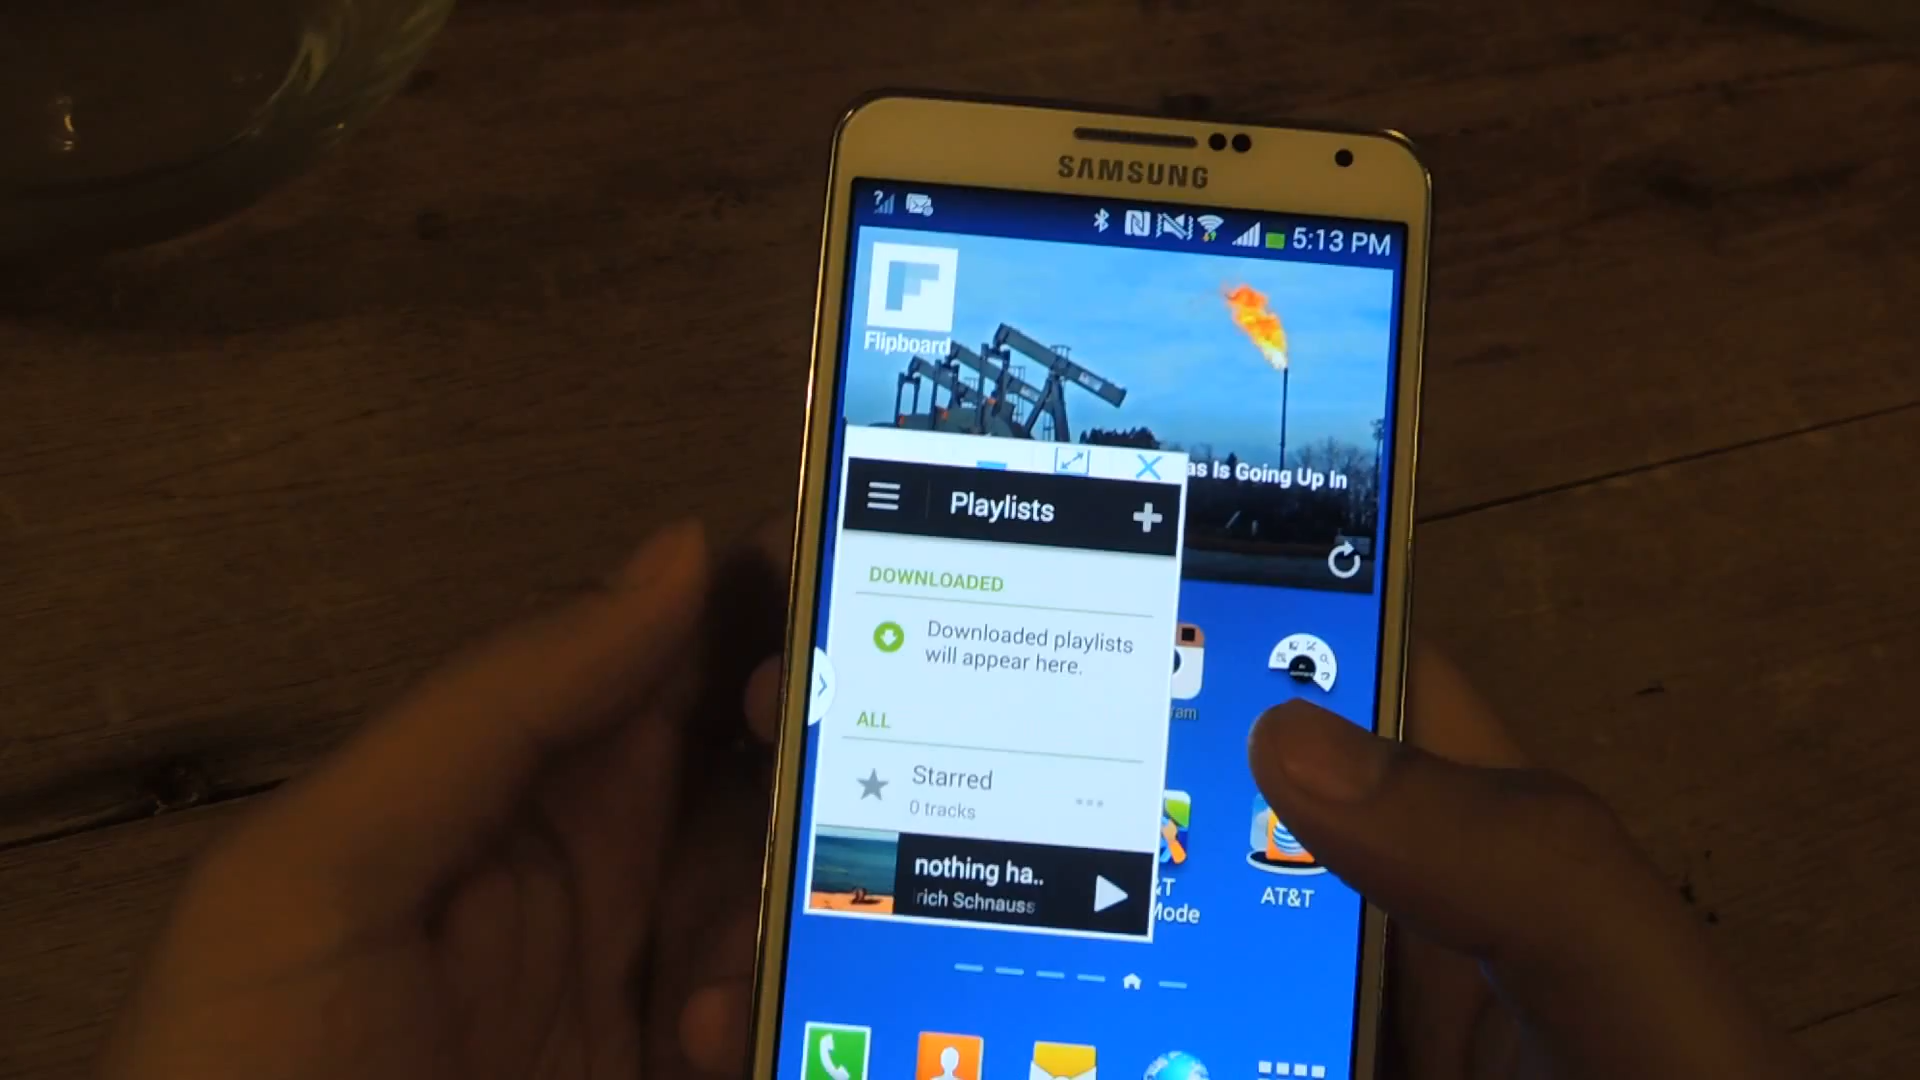 SAMSUNG
5:13 PM
Flipboard
as Is Going Up In
Playlists
DOWNLOADED
Downloaded playlists
will appear here.
ALL
Starred
0 tracks
nothing ha..
rich Schnauss
ram
&T
Mode
AT&T